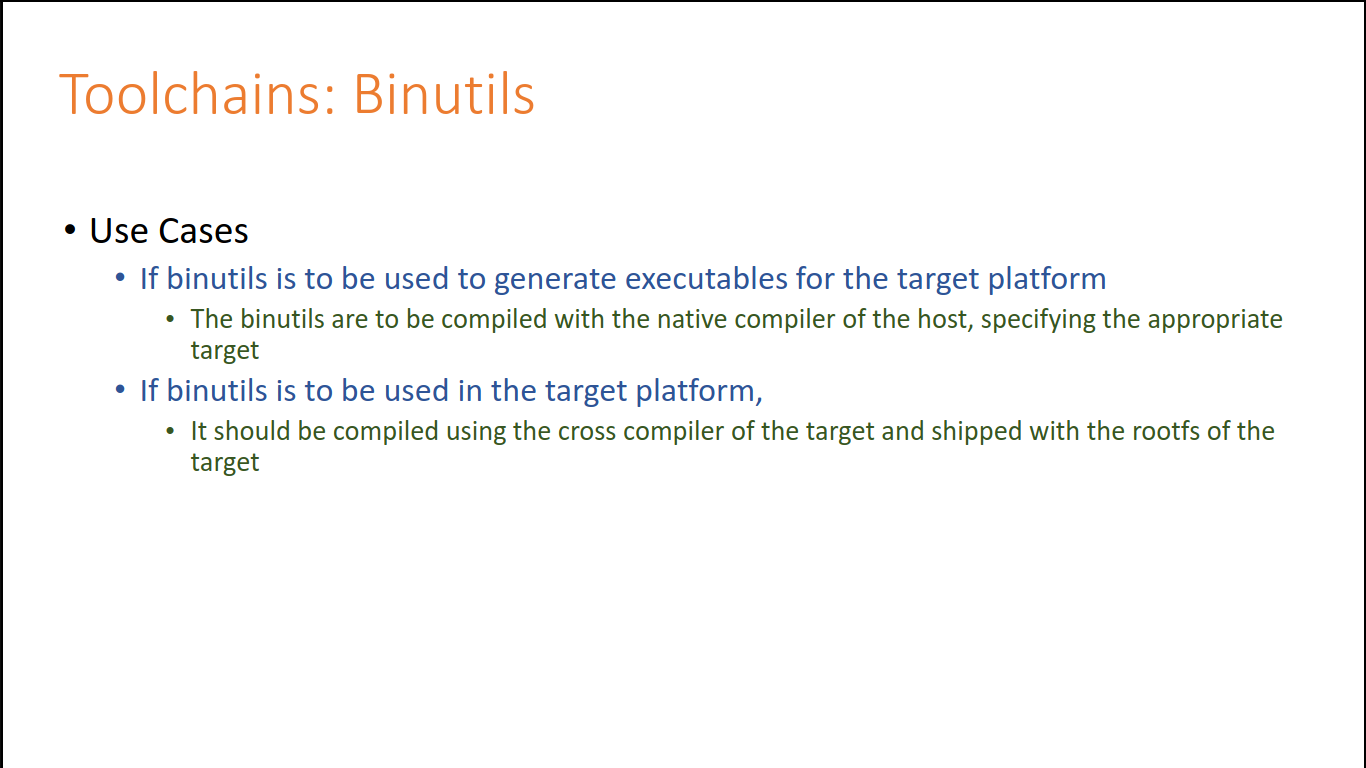 Toolchains: Binutils
• Use Cases
• If binutils is to be used to generate executables for the target platform
• The binutils are to be compiled with the native compiler of the host, specifying the appropriate
target
• If binutils is to be used in the target platform,
• It should be compiled using the cross compiler of the target and shipped with the rootfs of the
target